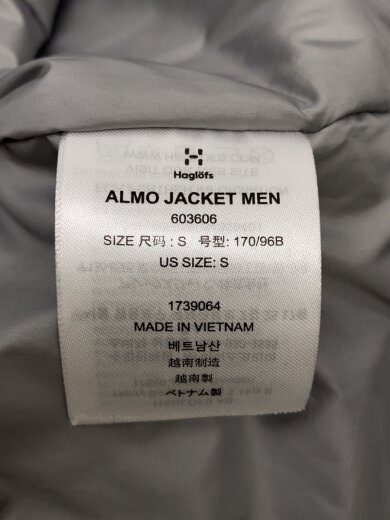 Haglöfs
ALMO JACKET MEN
603606
SIZE 尺码 : S 号型: 170/96B
US SIZE: S
1739064
MADE IN VIETNAM
베트남산
越南制造
越南製
ベトナム製